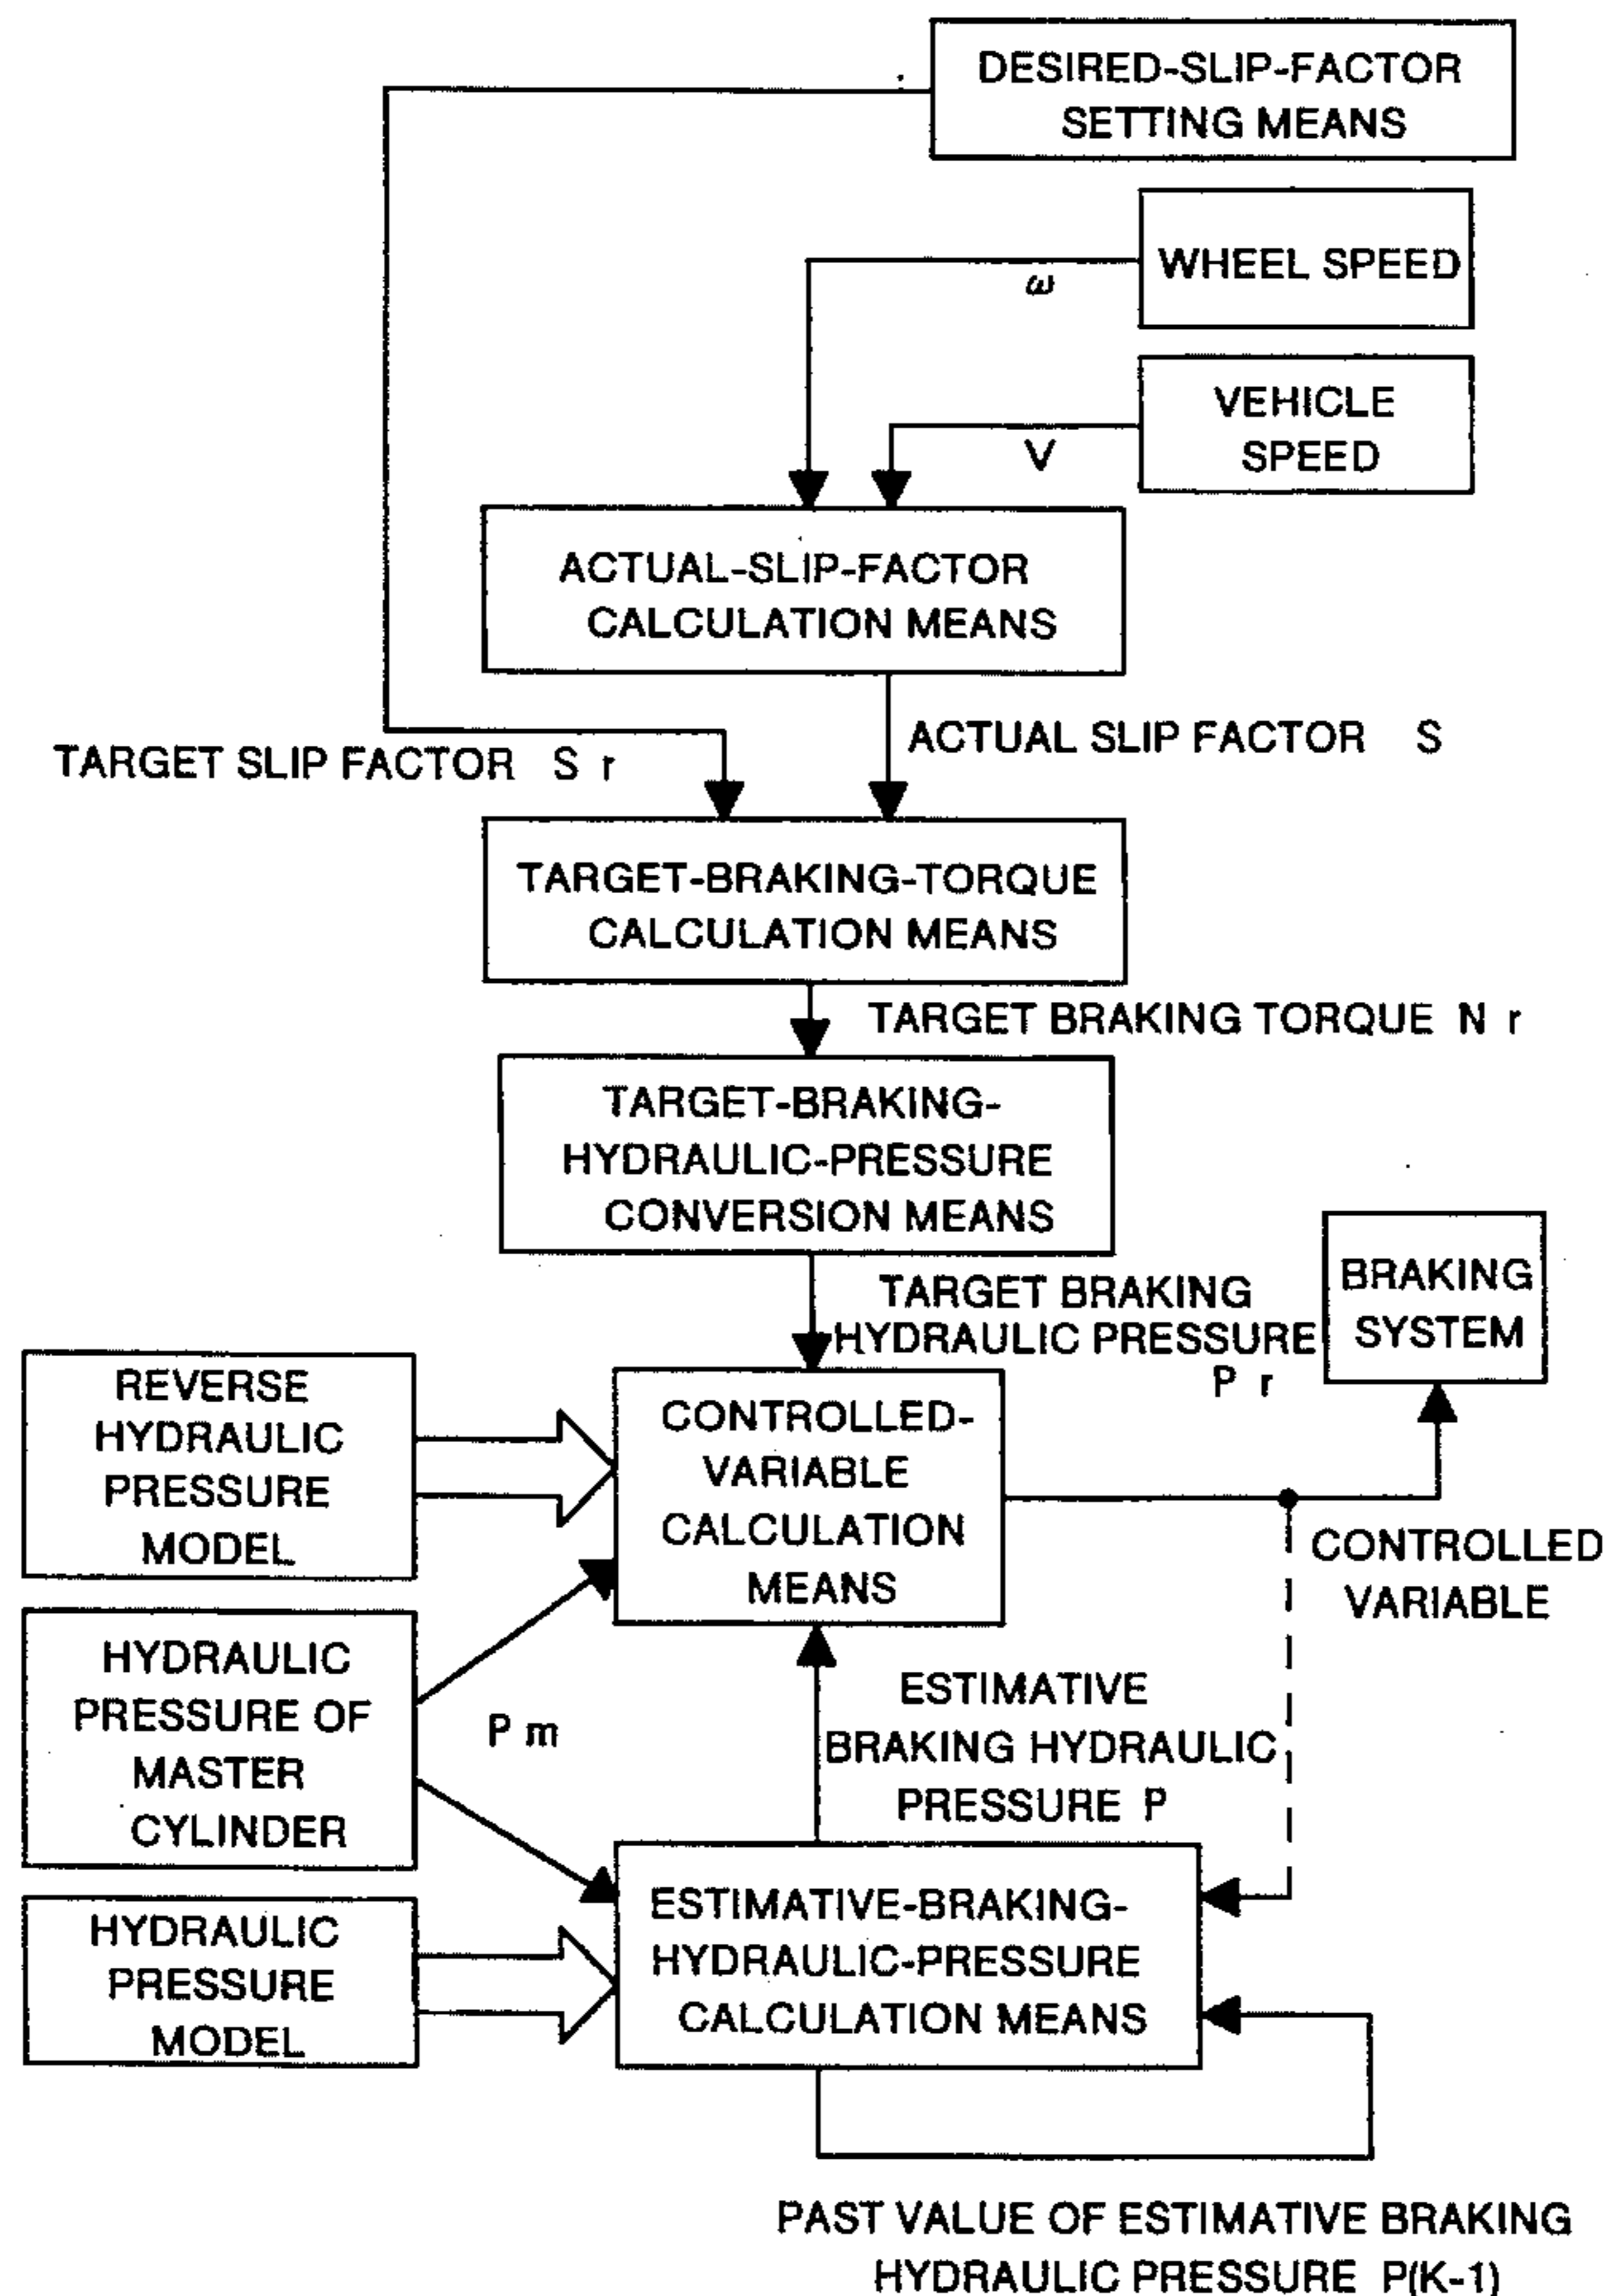 DESIRED-SLIP-FACTOR
SETTING MEANS
WHEEL SPEED
ω
VEHICLE
SPEED
V
ACTUAL-SLIP-FACTOR
CALCULATION MEANS
ACTUAL SLIP FACTOR S
TARGET SLIP FACTOR S r
TARGET-BRAKING-TORQUE
CALCULATION MEANS
TARGET BRAKING TORQUE N r
TARGET-BRAKING-
HYDRAULIC-PRESSURE
CONVERSION MEANS
TARGET BRAKING
HYDRAULIC PRESSURE
P r
BRAKING
SYSTEM
REVERSE
HYDRAULIC
PRESSURE
MODEL
CONTROLLED-
VARIABLE
CALCULATION
MEANS
CONTROLLED
VARIABLE
HYDRAULIC
PRESSURE OF
MASTER
CYLINDER
P m
ESTIMATIVE
BRAKING HYDRAULIC
PRESSURE P
HYDRAULIC
PRESSURE
MODEL
ESTIMATIVE-BRAKING-
HYDRAULIC-PRESSURE
CALCULATION MEANS
PAST VALUE OF ESTIMATIVE BRAKING
HYDRAULIC PRESSURE P(K-1)